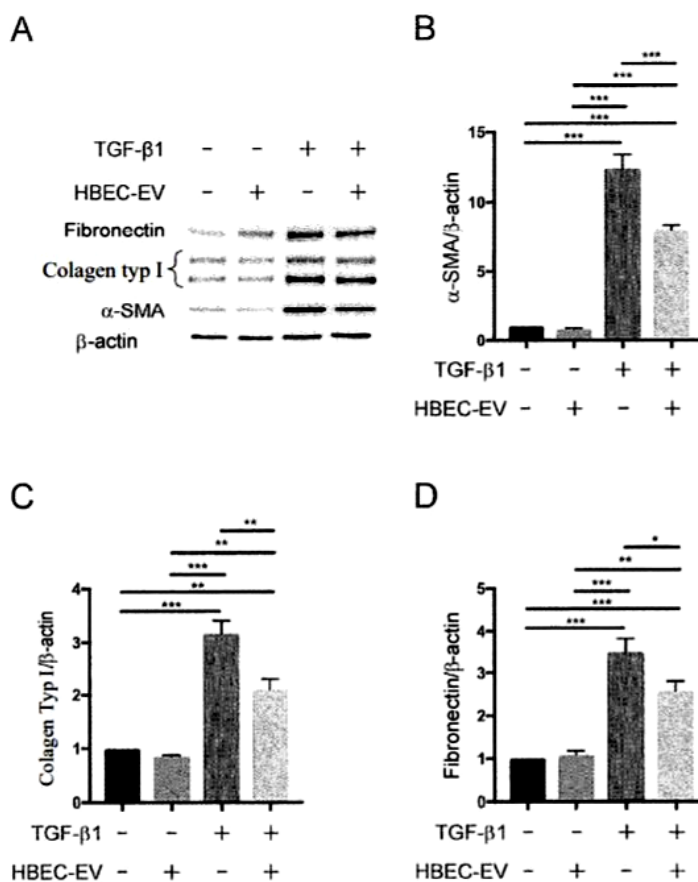 A
TGF-β1 - - + +
HBEC-EV - + - +
Fibronectin
Colagen typ I {
α-SMA
β-actin
B
***
***
***
***
***
α-SMA/β-actin
15
10
5
0
TGF-β1 - - + +
HBEC-EV - + - +
C
**
**
***
**
***
Colagen Typ I/β-actin
4
3
2
1
0
TGF-β1 - - + +
HBEC-EV - + - +
D
*
**
***
***
***
Fibronectin/β-actin
5
4
3
2
1
0
TGF-β1 - - + +
HBEC-EV - + - +